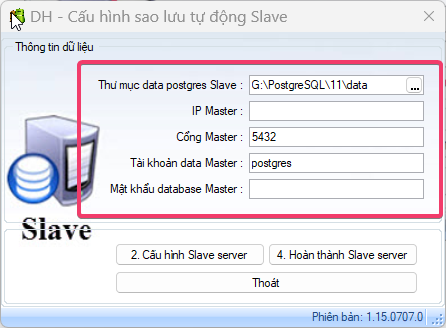 DH - Cấu hình sao lưu tự động Slave
Thông tin dữ liệu
Thư mục data postgres Slave : G:\PostgreSQL\11\data ...
IP Master :
Cổng Master : 5432
Tài khoản data Master : postgres
Mật khẩu database Master :
Slave
2. Cấu hình Slave server 4. Hoàn thành Slave server
Thoát
Phiên bản: 1.15.0707.0